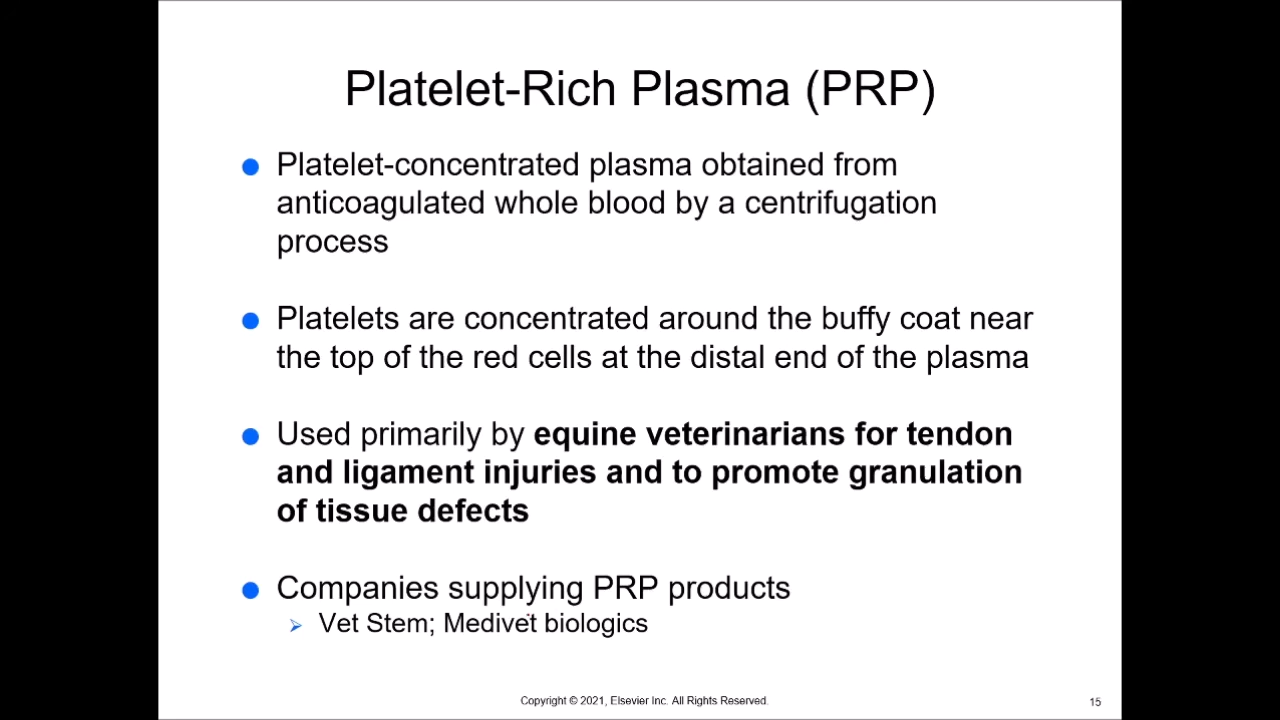 Platelet-Rich Plasma (PRP)
Platelet-concentrated plasma obtained from
anticoagulated whole blood by a centrifugation
process
Platelets are concentrated around the buffy coat near
the top of the red cells at the distal end of the plasma
Used primarily by equine veterinarians for tendon
and ligament injuries and to promote granulation
of tissue defects
Companies supplying PRP products
Vet Stem; Medivet biologics
Copyright © 2021, Elsevier Inc. All Rights Reserved.
15